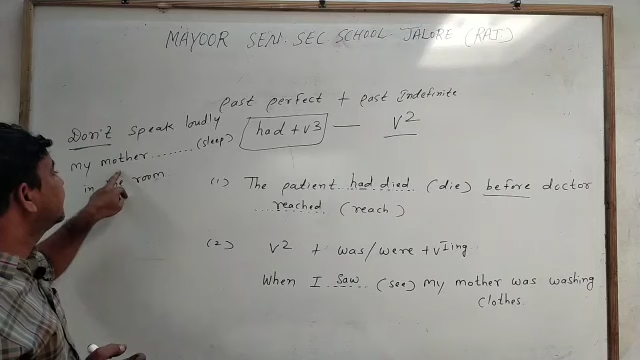 MAYOOR SEN. SEC. SCHOOL. JALORE (RAJ)
past perfect + past Indefinite
had + v3 — v2
Don't speak loudly
my mother ........ (sleep)
in room
(1) The patient had died (die) before doctor
reached (reach)
(2) v2 + was/were + vIing
When I saw (see) my mother was washing
clothes